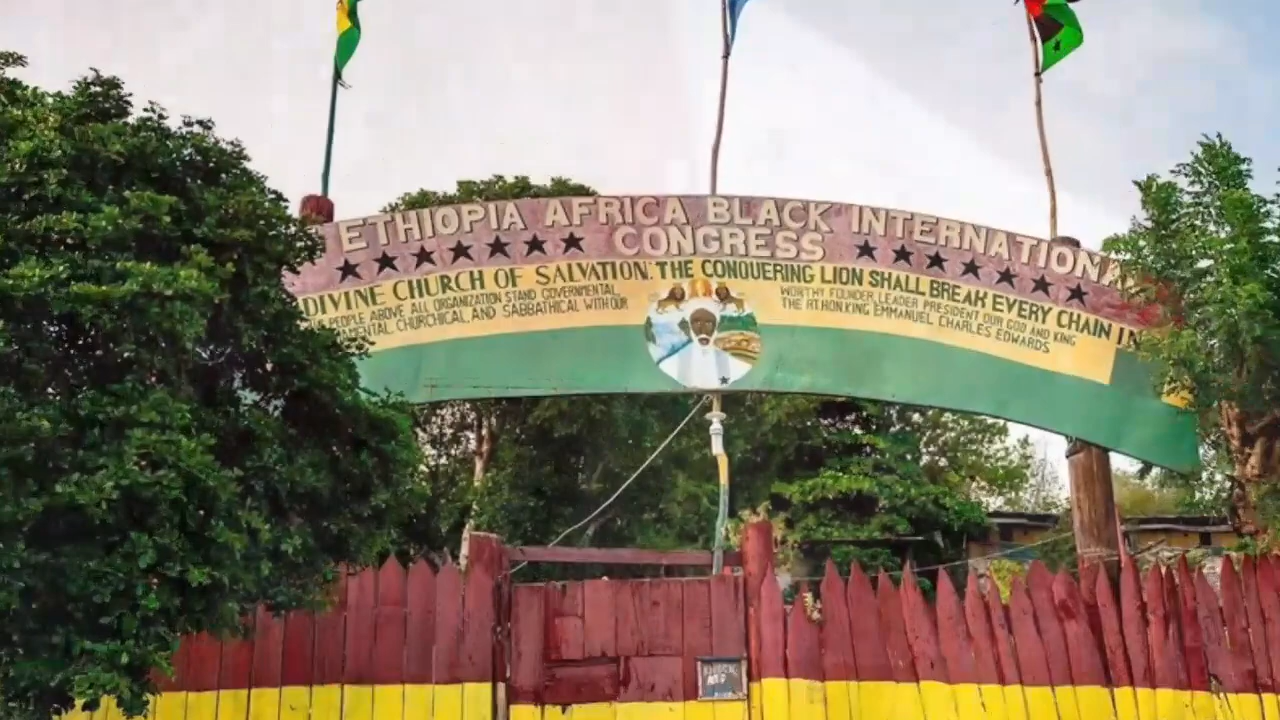 ETHIOPIA AFRICA BLACK INTERNATIONA
CONGRESS
DIVINE CHURCH OF SALVATION: THE CONQUERING LION SHALL BREAK EVERY CHAIN IN
PEOPLE ABOVE ALL ORGANIZATION STAND GOVERNMENTAL,
CHURCHICAL, AND SABBATHICAL WITH OUR
WORTHY FOUNDER, LEADER PRESIDENT OUR GOD AND KING
THE RT.HON KING EMMANUEL CHARLES EDWARDS